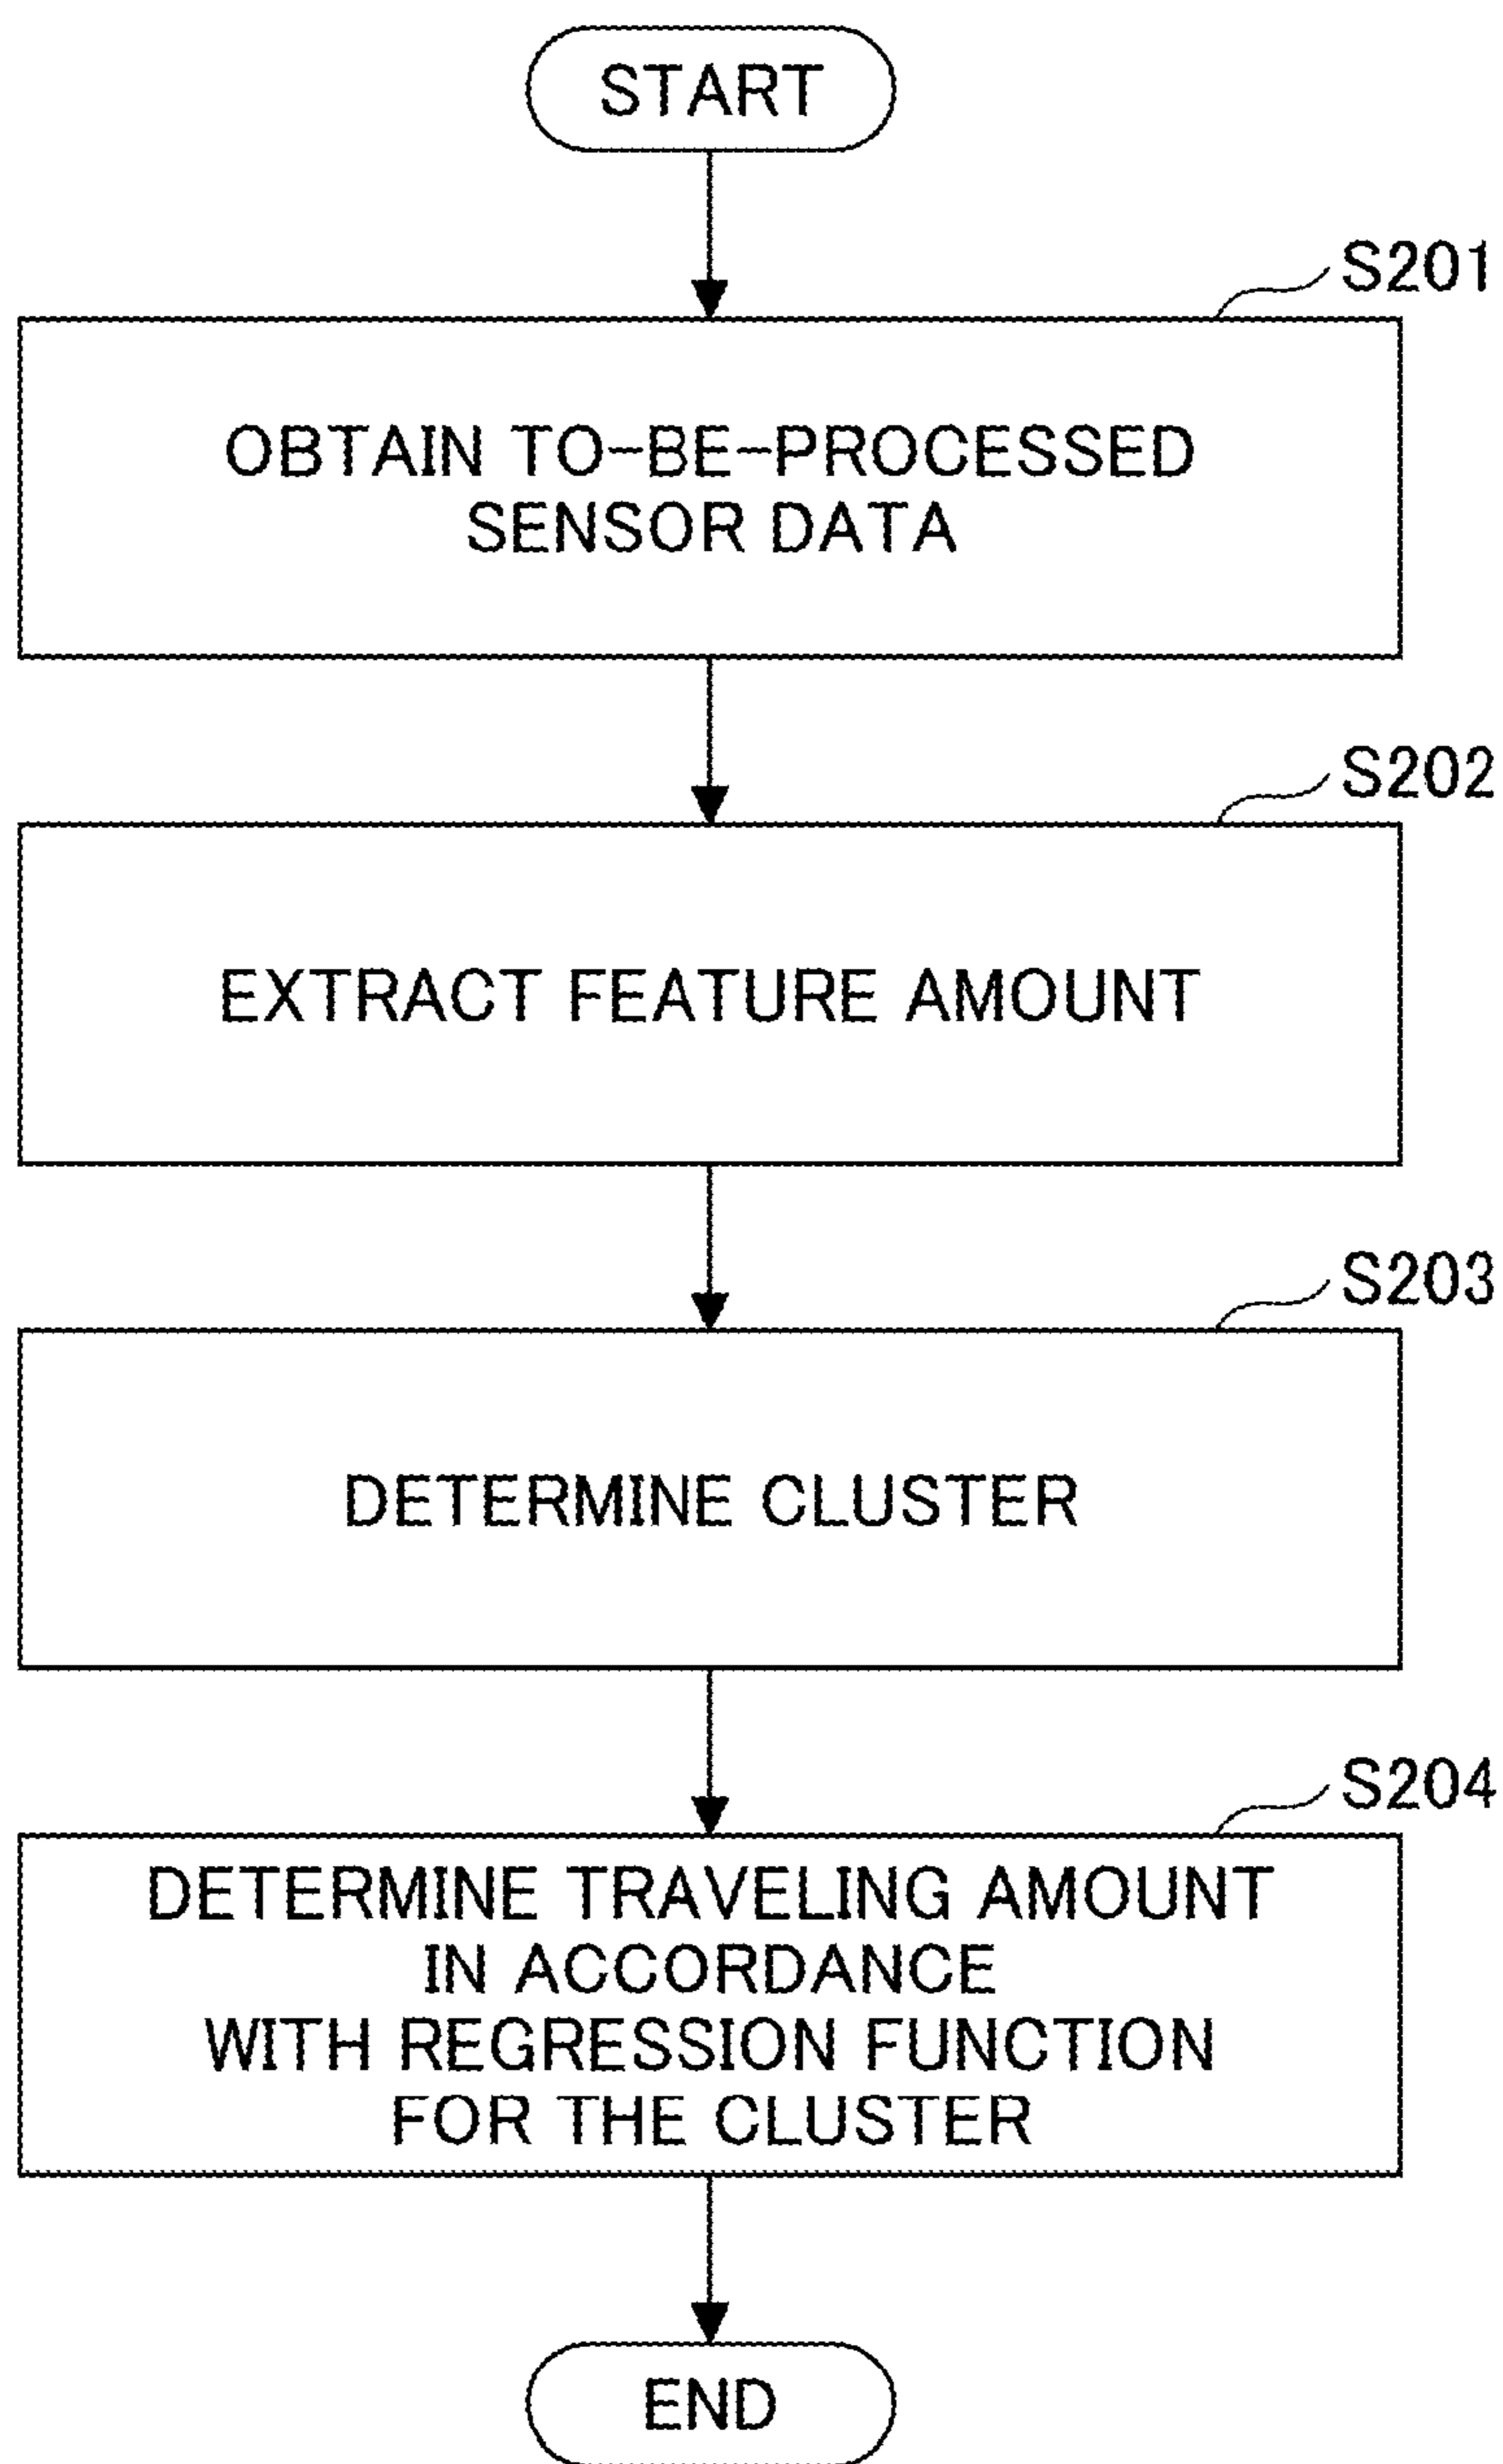 START
S201
OBTAIN TO-BE-PROCESSED
SENSOR DATA
S202
EXTRACT FEATURE AMOUNT
S203
DETERMINE CLUSTER
S204
DETERMINE TRAVELING AMOUNT
IN ACCORDANCE
WITH REGRESSION FUNCTION
FOR THE CLUSTER
END